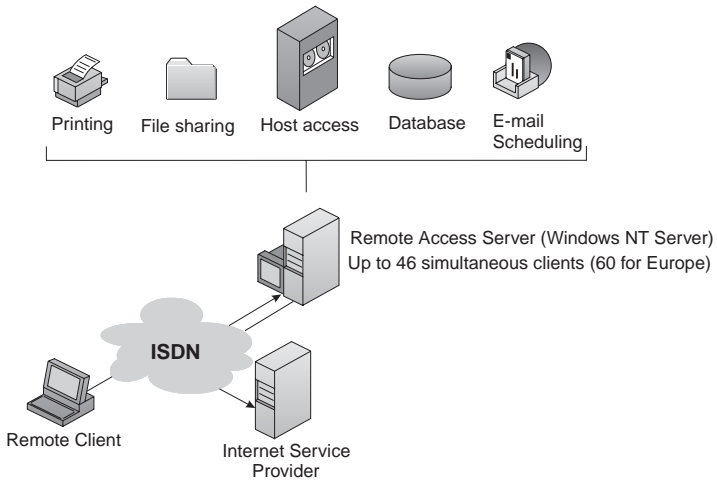 Printing
File sharing
Host access
Database
E-mail
Scheduling
Remote Access Server (Windows NT Server)
Up to 46 simultaneous clients (60 for Europe)
ISDN
Remote Client
Internet Service
Provider